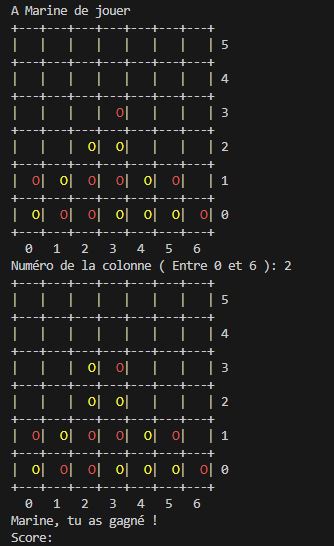 A Marine de jouer
+---+---+---+---+---+---+---+
|   |   |   |   |   |   |   | 5
+---+---+---+---+---+---+---+
|   |   |   |   |   |   |   | 4
+---+---+---+---+---+---+---+
|   |   |   |  O|   |   |   | 3
+---+---+---+---+---+---+---+
|   |   |  O|  O|   |   |   | 2
+---+---+---+---+---+---+---+
|  O|  O|  O|  O|  O|  O|   | 1
+---+---+---+---+---+---+---+
|  O|  O|  O|  O|  O|  O|  O| 0
+---+---+---+---+---+---+---+
  0   1   2   3   4   5   6
Numéro de la colonne ( Entre 0 et 6 ): 2
+---+---+---+---+---+---+---+
|   |   |   |   |   |   |   | 5
+---+---+---+---+---+---+---+
|   |   |   |   |   |   |   | 4
+---+---+---+---+---+---+---+
|   |   |  O|  O|   |   |   | 3
+---+---+---+---+---+---+---+
|   |   |  O|  O|   |   |   | 2
+---+---+---+---+---+---+---+
|  O|  O|  O|  O|  O|  O|   | 1
+---+---+---+---+---+---+---+
|  O|  O|  O|  O|  O|  O|  O| 0
+---+---+---+---+---+---+---+
  0   1   2   3   4   5   6
Marine, tu as gagné !
Score: